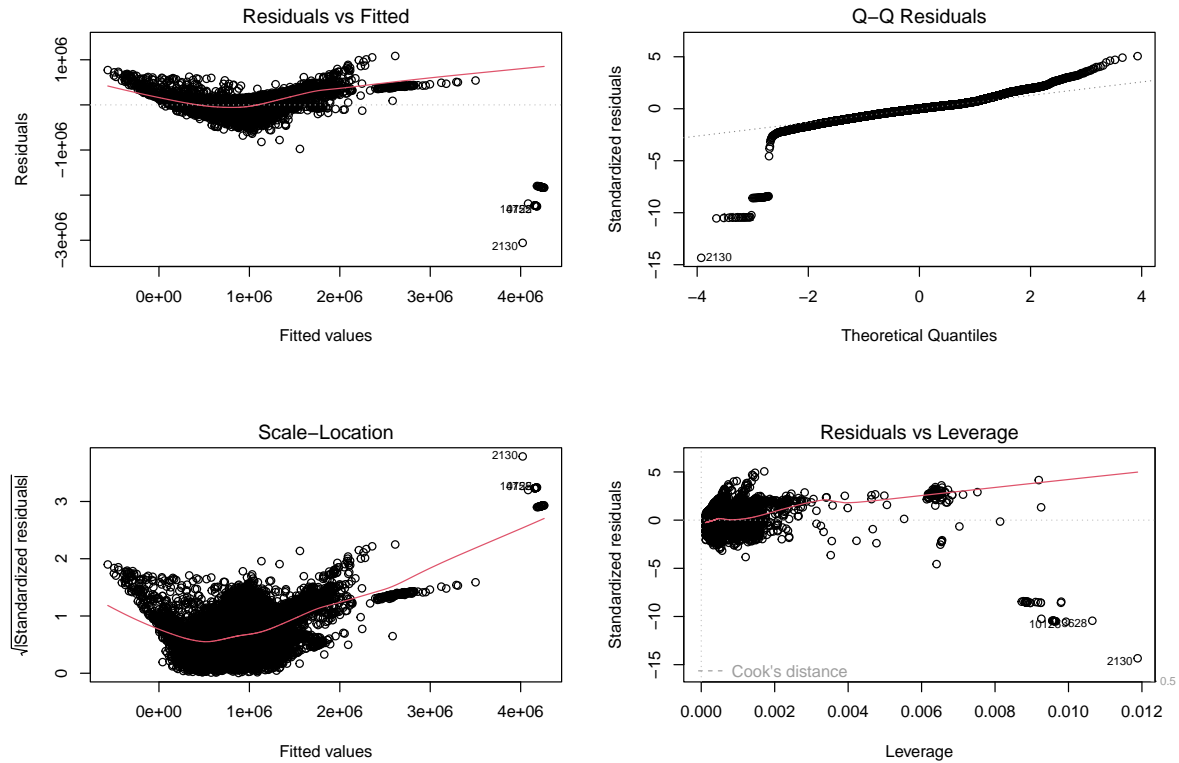 Residuals vs Fitted
Residuals
1e+06
−1e+06
−3e+06
2130
0e+00 1e+06 2e+06 3e+06 4e+06
Fitted values
Q−Q Residuals
Standardized residuals
5
0
−5
−10
−15
2130
−4 −2 0 2 4
Theoretical Quantiles
Scale−Location
√|Standardized residuals|
3
2
1
0
2130
0e+00 1e+06 2e+06 3e+06 4e+06
Fitted values
Residuals vs Leverage
Standardized residuals
5
0
−5
−10
−15
2130
Cook's distance
0.5
0.000 0.002 0.004 0.006 0.008 0.010 0.012
Leverage